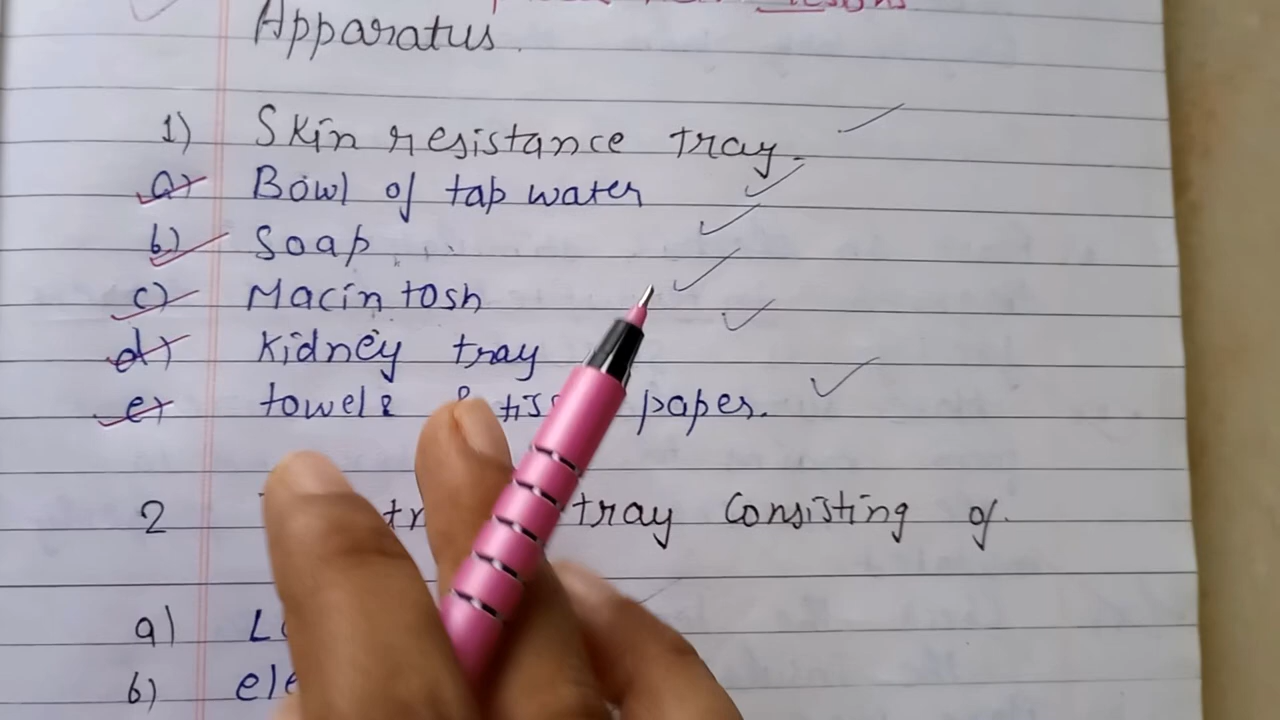 Apparatus.
1) Skin resistance tray.
a) Bowl of tap water
b) Soap
c) Macintosh
d) Kidney tray
e) towel & paper.
2 tray Consisting of
a)
b)